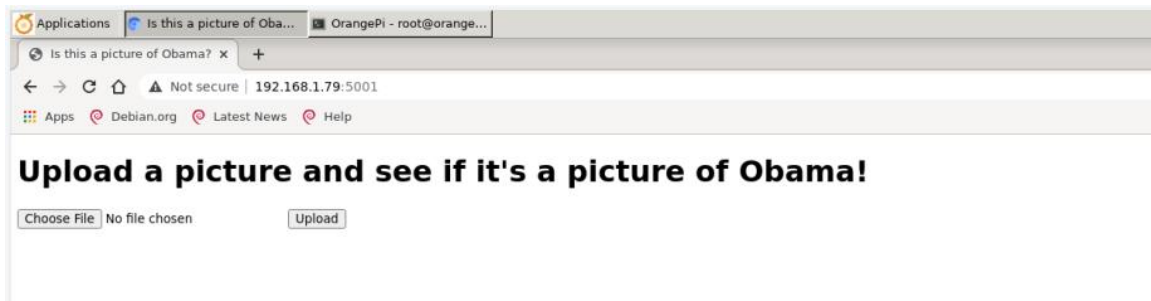 Applications Is this a picture of Oba... OrangePi - root@orange...
Is this a picture of Obama? × +
Not secure | 192.168.1.79:5001
Apps Debian.org Latest News Help
Upload a picture and see if it's a picture of Obama!
Choose File No file chosen Upload